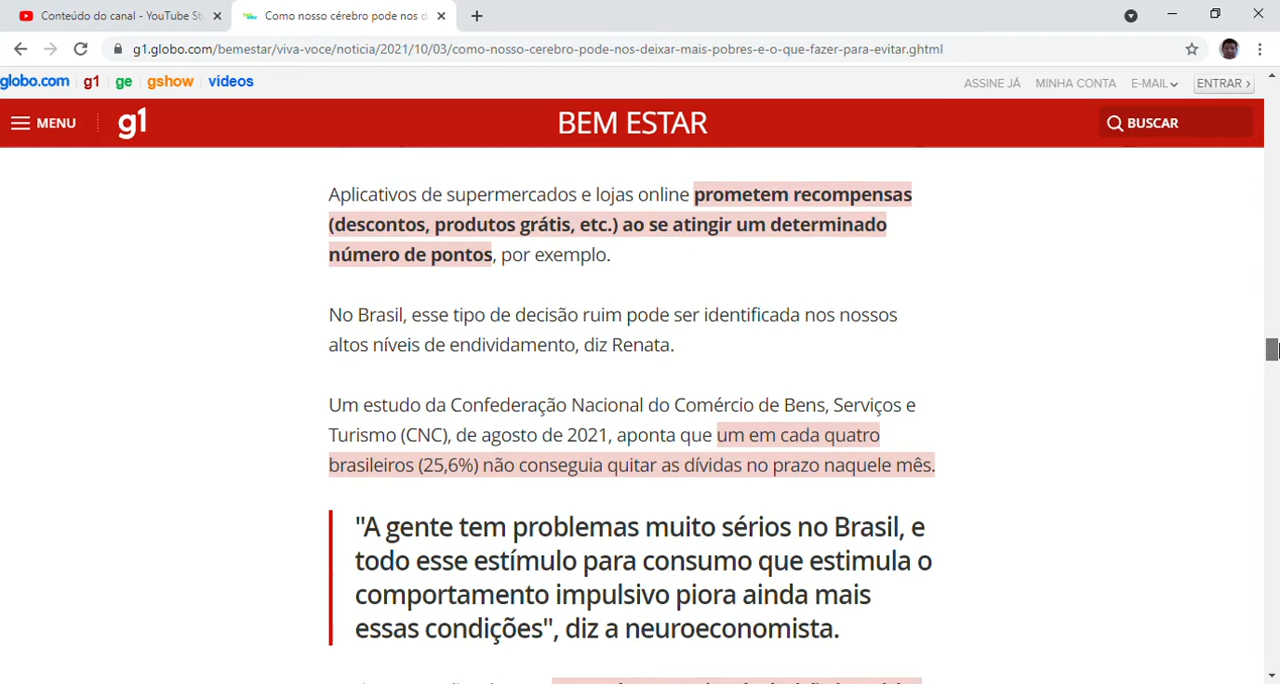 Conteúdo do canal - YouTube St
Como nosso cérebro pode nos d
g1.globo.com/bemestar/viva-voce/noticia/2021/10/03/como-nosso-cerebro-pode-nos-deixar-mais-pobres-e-o-que-fazer-para-evitar.ghtml
globo.com g1 ge gshow videos ASSINE JÁ MINHA CONTA E-MAIL ENTRAR
MENU g1 BEM ESTAR BUSCAR
Aplicativos de supermercados e lojas online prometem recompensas
(descontos, produtos grátis, etc.) ao se atingir um determinado
número de pontos, por exemplo.
No Brasil, esse tipo de decisão ruim pode ser identificada nos nossos
altos níveis de endividamento, diz Renata.
Um estudo da Confederação Nacional do Comércio de Bens, Serviços e
Turismo (CNC), de agosto de 2021, aponta que um em cada quatro
brasileiros (25,6%) não conseguia quitar as dívidas no prazo naquele mês.
"A gente tem problemas muito sérios no Brasil, e
todo esse estímulo para consumo que estimula o
comportamento impulsivo piora ainda mais
essas condições", diz a neuroeconomista.